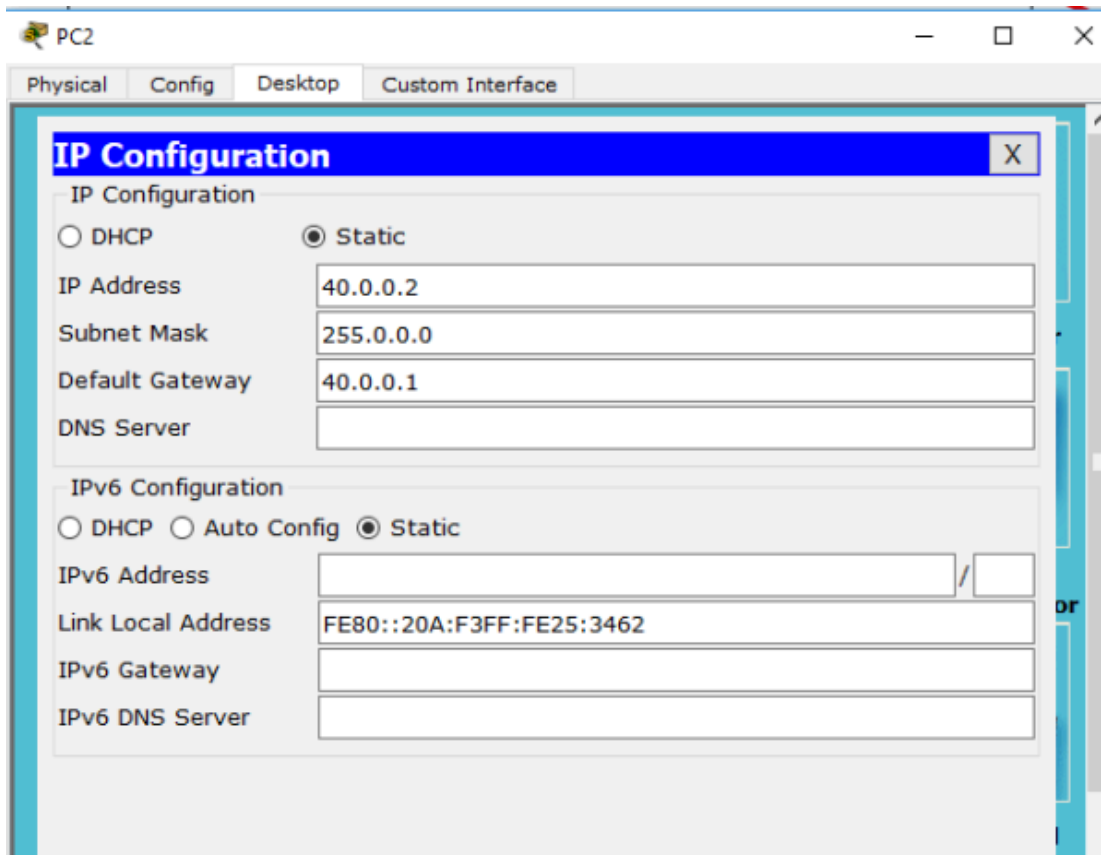 PC2
Physical Config Desktop Custom Interface
IP Configuration X
IP Configuration
DHCP Static
IP Address 40.0.0.2
Subnet Mask 255.0.0.0
Default Gateway 40.0.0.1
DNS Server
IPv6 Configuration
DHCP Auto Config Static
IPv6 Address /
Link Local Address FE80::20A:F3FF:FE25:3462
or
IPv6 Gateway
IPv6 DNS Server